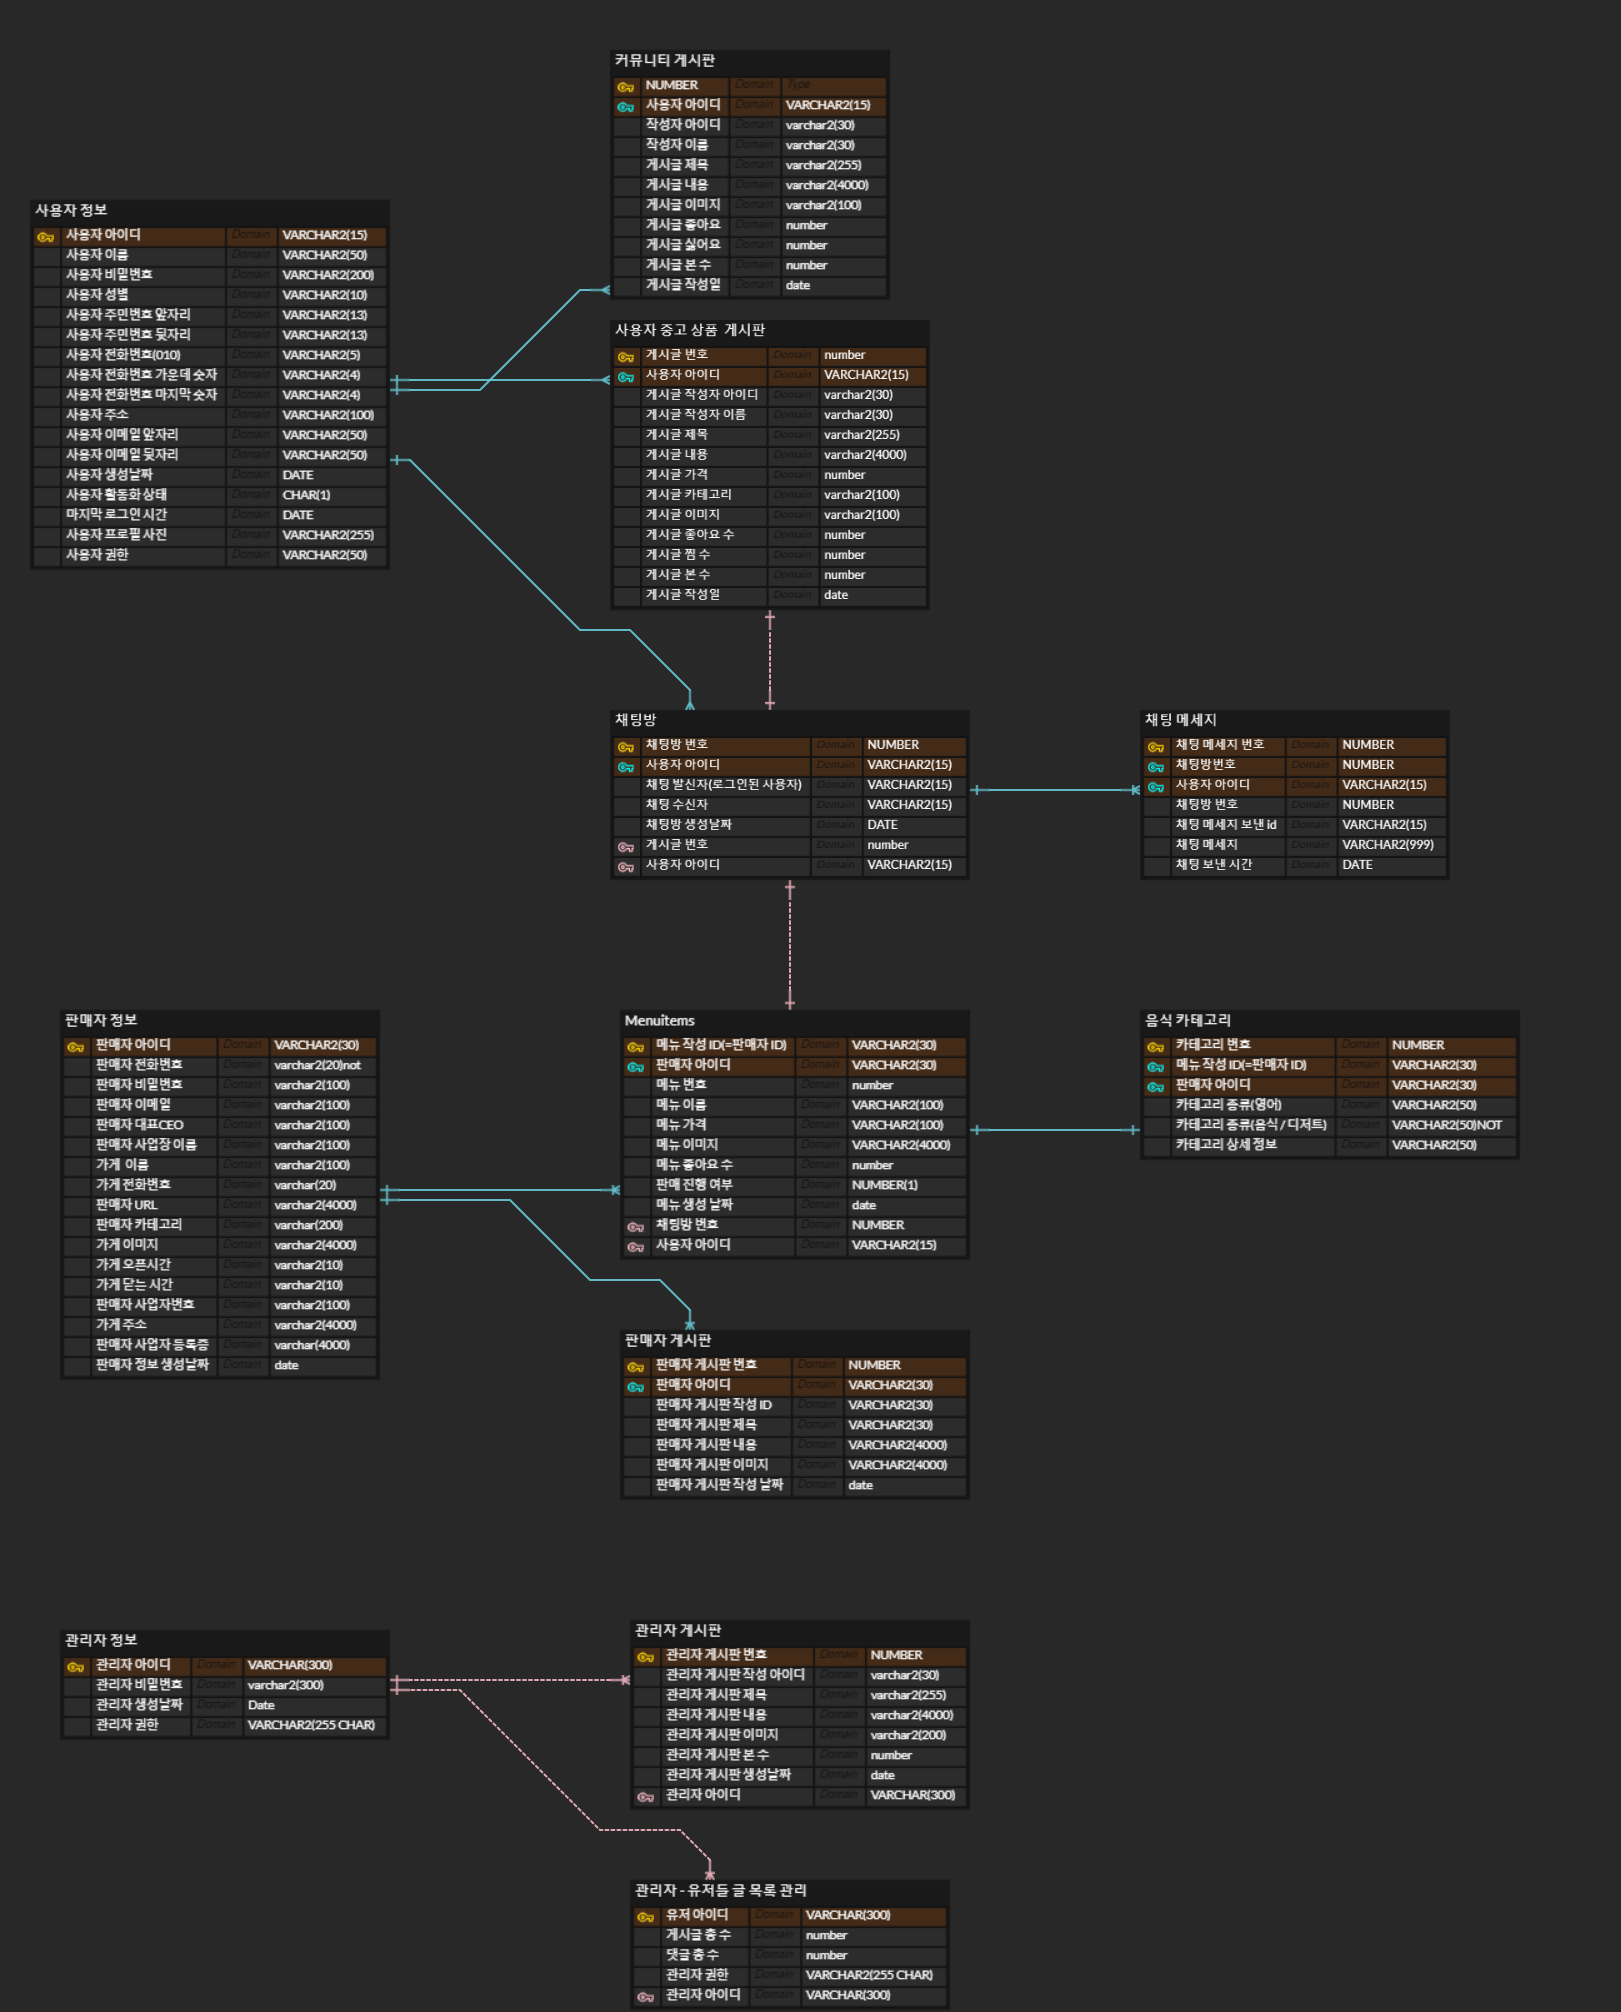 커뮤니티 게시판
NUMBER Domain Type
사용자 아이디 Domain VARCHAR2(15)
작성자 아이디 Domain varchar2(30)
작성자 이름 Domain varchar2(30)
게시글 제목 Domain varchar2(255)
게시글 내용 Domain varchar2(4000)
게시글 이미지 Domain varchar2(100)
게시글 좋아요 Domain number
게시글 싫어요 Domain number
게시글 본 수 Domain number
게시글 작성일 Domain date
사용자 정보
사용자 아이디 Domain VARCHAR2(15)
사용자 이름 Domain VARCHAR2(50)
사용자 비밀번호 Domain VARCHAR2(200)
사용자 성별 Domain VARCHAR2(10)
사용자 주민번호 앞자리 Domain VARCHAR2(13)
사용자 주민번호 뒷자리 Domain VARCHAR2(13)
사용자 전화번호(010) Domain VARCHAR2(5)
사용자 전화번호 가운데 숫자 Domain VARCHAR2(4)
사용자 전화번호 마지막 숫자 Domain VARCHAR2(4)
사용자 주소 Domain VARCHAR2(100)
사용자 이메일 앞자리 Domain VARCHAR2(50)
사용자 이메일 뒷자리 Domain VARCHAR2(50)
사용자 생성날짜 Domain DATE
사용자 활동화 상태 Domain CHAR(1)
마지막 로그인 시간 Domain DATE
사용자 프로필 사진 Domain VARCHAR2(255)
사용자 권한 Domain VARCHAR2(50)
사용자 중고 상품 게시판
게시글 번호 Domain number
사용자 아이디 Domain VARCHAR2(15)
게시글 작성자 아이디 Domain varchar2(30)
게시글 작성자 이름 Domain varchar2(30)
게시글 제목 Domain varchar2(255)
게시글 내용 Domain varchar2(4000)
게시글 가격 Domain number
게시글 카테고리 Domain varchar2(100)
게시글 이미지 Domain varchar2(100)
게시글 좋아요 수 Domain number
게시글 찜 수 Domain number
게시글 본 수 Domain number
게시글 작성일 Domain date
채팅방
채팅방 번호 Domain NUMBER
사용자 아이디 Domain VARCHAR2(15)
채팅 발신자(로그인된 사용자) Domain VARCHAR2(15)
채팅 수신자 Domain VARCHAR2(15)
채팅방 생성날짜 Domain DATE
게시글 번호 Domain number
사용자 아이디 Domain VARCHAR2(15)
채팅 메세지
채팅 메세지 번호 Domain NUMBER
채팅방번호 Domain NUMBER
사용자 아이디 Domain VARCHAR2(15)
채팅방 번호 Domain NUMBER
채팅 메세지 보낸 id Domain VARCHAR2(15)
채팅 메세지 Domain VARCHAR2(999)
채팅 보낸 시간 Domain DATE
판매자 정보
판매자 아이디 Domain VARCHAR2(30)
판매자 전화번호 Domain varchar2(20)not
판매자 비밀번호 Domain varchar2(100)
판매자 이메일 Domain varchar2(100)
판매자 대표CEO Domain varchar2(100)
판매자 사업장 이름 Domain varchar2(100)
가게 이름 Domain varchar2(100)
가게 전화번호 Domain varchar(20)
판매자 URL Domain varchar2(4000)
판매자 카테고리 Domain varchar(200)
가게 이미지 Domain varchar2(4000)
가게 오픈시간 Domain varchar2(10)
가게 닫는 시간 Domain varchar2(10)
판매자 사업자번호 Domain varchar2(100)
가게 주소 Domain varchar2(4000)
판매자 사업자 등록증 Domain varchar(4000)
판매자 정보 생성날짜 Domain date
Menuitems
메뉴 작성 ID(=판매자 ID) Domain VARCHAR2(30)
판매자 아이디 Domain VARCHAR2(30)
메뉴 번호 Domain number
메뉴 이름 Domain VARCHAR2(100)
메뉴 가격 Domain VARCHAR2(100)
메뉴 이미지 Domain VARCHAR2(4000)
메뉴 좋아요 수 Domain number
판매 진행 여부 Domain NUMBER(1)
메뉴 생성 날짜 Domain date
채팅방 번호 Domain NUMBER
사용자 아이디 Domain VARCHAR2(15)
음식 카테고리
카테고리 번호 Domain NUMBER
메뉴 작성 ID(=판매자 ID) Domain VARCHAR2(30)
판매자 아이디 Domain VARCHAR2(30)
카테고리 종류(영어) Domain VARCHAR2(50)
카테고리 종류(음식 / 디저트) Domain VARCHAR2(50)NOT
카테고리 상세 정보 Domain VARCHAR2(50)
판매자 게시판
판매자 게시판 번호 Domain NUMBER
판매자 아이디 Domain VARCHAR2(30)
판매자 게시판 작성 ID Domain VARCHAR2(30)
판매자 게시판 제목 Domain VARCHAR2(30)
판매자 게시판 내용 Domain VARCHAR2(4000)
판매자 게시판 이미지 Domain VARCHAR2(4000)
판매자 게시판 작성 날짜 Domain date
관리자 정보
관리자 아이디 Domain VARCHAR(300)
관리자 비밀번호 Domain varchar2(300)
관리자 생성날짜 Domain Date
관리자 권한 Domain VARCHAR2(255 CHAR)
관리자 게시판
관리자 게시판 번호 Domain NUMBER
관리자 게시판 작성 아이디 Domain varchar2(30)
관리자 게시판 제목 Domain varchar2(255)
관리자 게시판 내용 Domain varchar2(4000)
관리자 게시판 이미지 Domain varchar2(200)
관리자 게시판 본 수 Domain number
관리자 게시판 생성날짜 Domain date
관리자 아이디 Domain VARCHAR(300)
관리자 - 유저들 글 목록 관리
유저 아이디 Domain VARCHAR(300)
게시글 총 수 Domain number
댓글 총 수 Domain number
관리자 권한 Domain VARCHAR2(255 CHAR)
관리자 아이디 Domain VARCHAR(300)